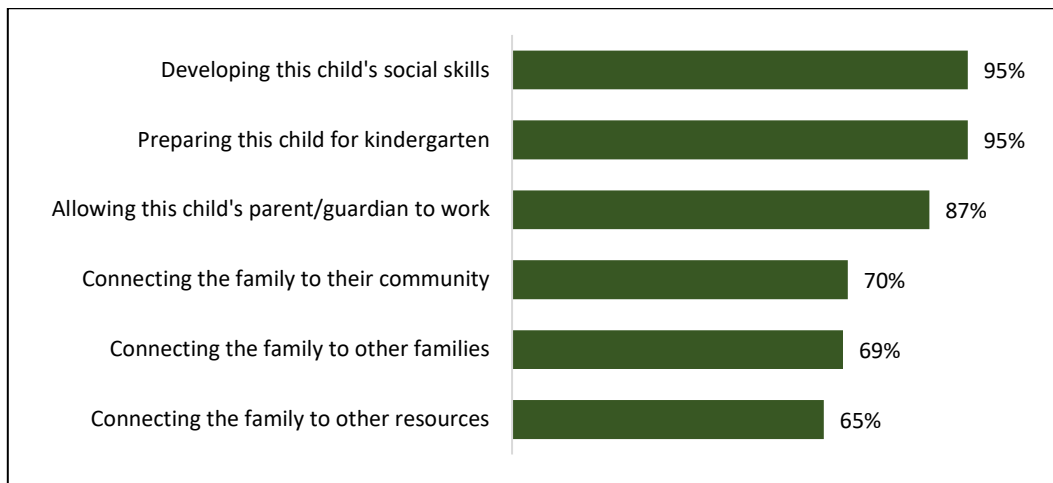 Developing this child's social skills 95%
Preparing this child for kindergarten 95%
Allowing this child's parent/guardian to work 87%
Connecting the family to their community 70%
Connecting the family to other families 69%
Connecting the family to other resources 65%